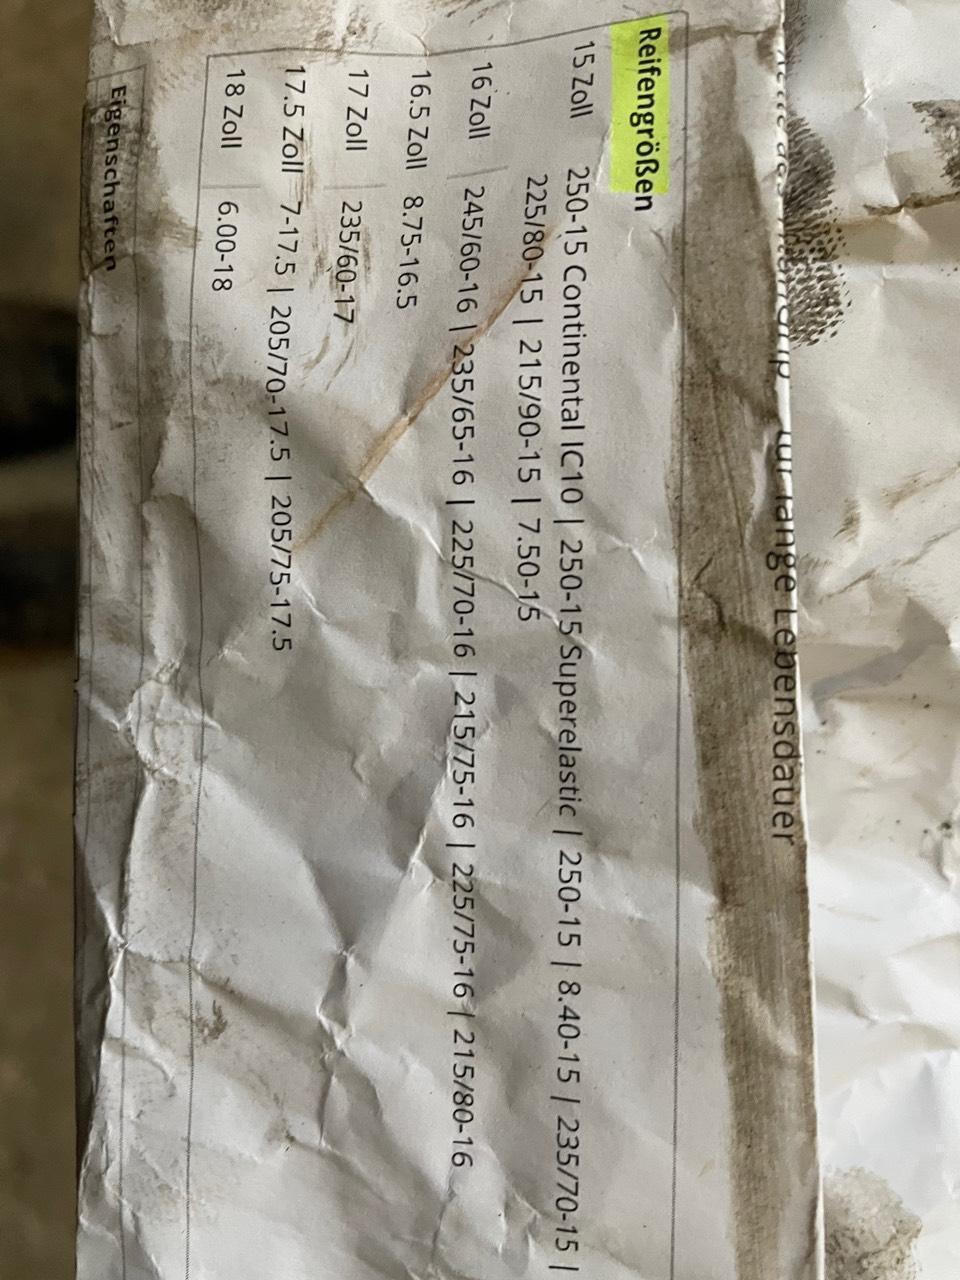 für lange Lebensdauer
Reifengrößen
15 Zoll 250-15 Continental IC10 | 250-15 Superelastic | 250-15 | 8.40-15 | 235/70-15 |
225/80-15 | 215/90-15 | 7.50-15
16 Zoll 245/60-16 | 235/65-16 | 225/70-16 | 215/75-16 | 225/75-16 | 215/80-16
16.5 Zoll 8.75-16.5
17 Zoll 235/60-17
17.5 Zoll 7-17.5 | 205/70-17.5 | 205/75-17.5
18 Zoll 6.00-18
Eigenschaften